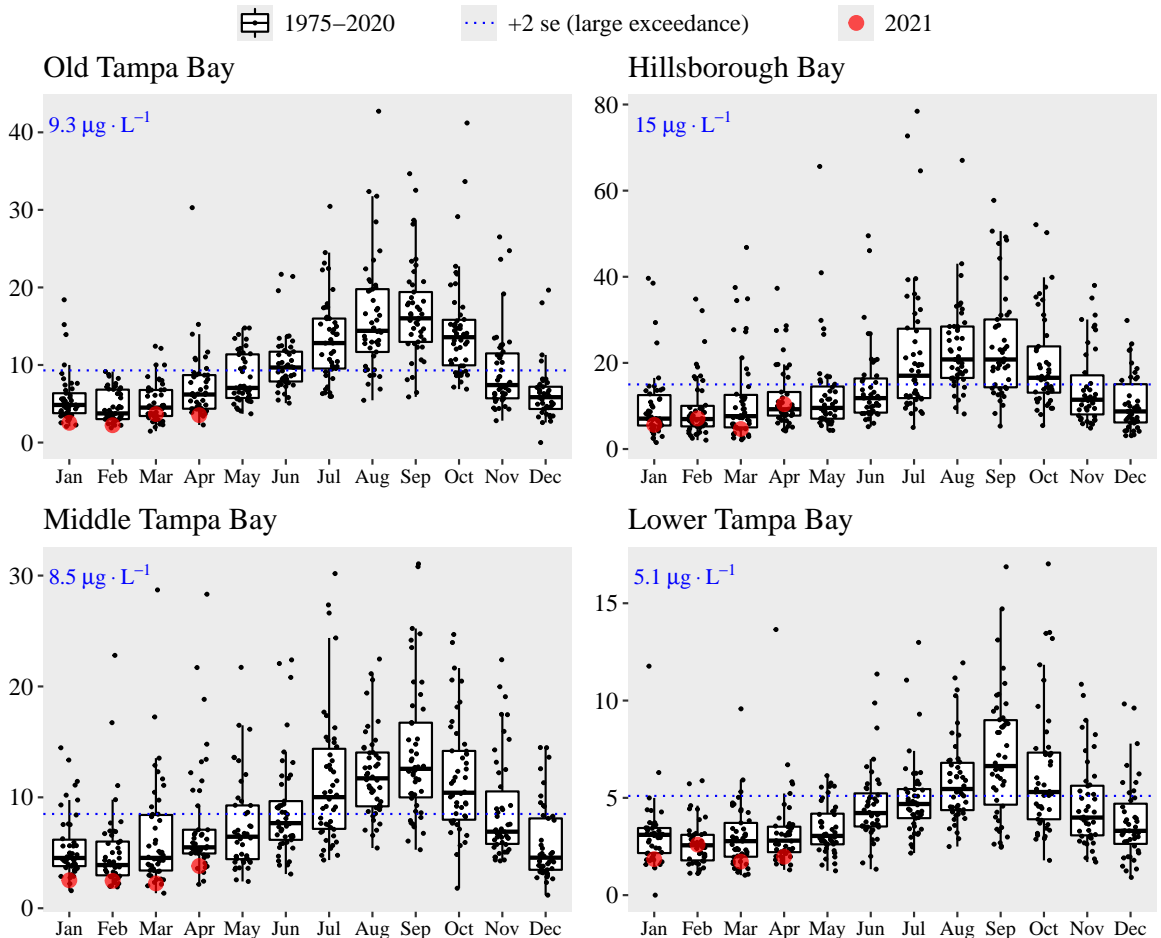 1975–2020 +2 se (large exceedance) 2021
Old Tampa Bay
9.3 μg · L⁻¹
40
30
20
10
0
Jan Feb Mar Apr May Jun Jul Aug Sep Oct Nov Dec
Hillsborough Bay
15 μg · L⁻¹
80
60
40
20
0
Jan Feb Mar Apr May Jun Jul Aug Sep Oct Nov Dec
Middle Tampa Bay
8.5 μg · L⁻¹
30
20
10
0
Jan Feb Mar Apr May Jun Jul Aug Sep Oct Nov Dec
Lower Tampa Bay
5.1 μg · L⁻¹
15
10
5
0
Jan Feb Mar Apr May Jun Jul Aug Sep Oct Nov Dec